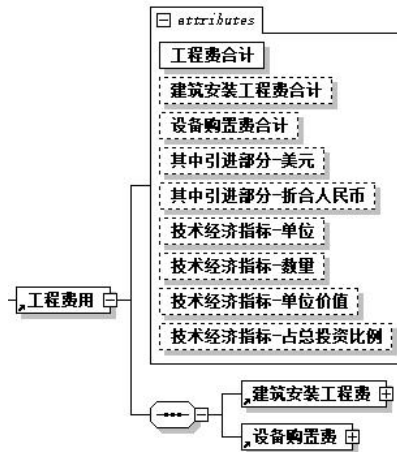 attributes
工程费合计
建筑安装工程费合计
设备购置费合计
其中引进部分-美元
其中引进部分-折合人民币
技术经济指标-单位
技术经济指标-数量
技术经济指标-单位价值
技术经济指标-占总投资比例
工程费用
建筑安装工程费
设备购置费